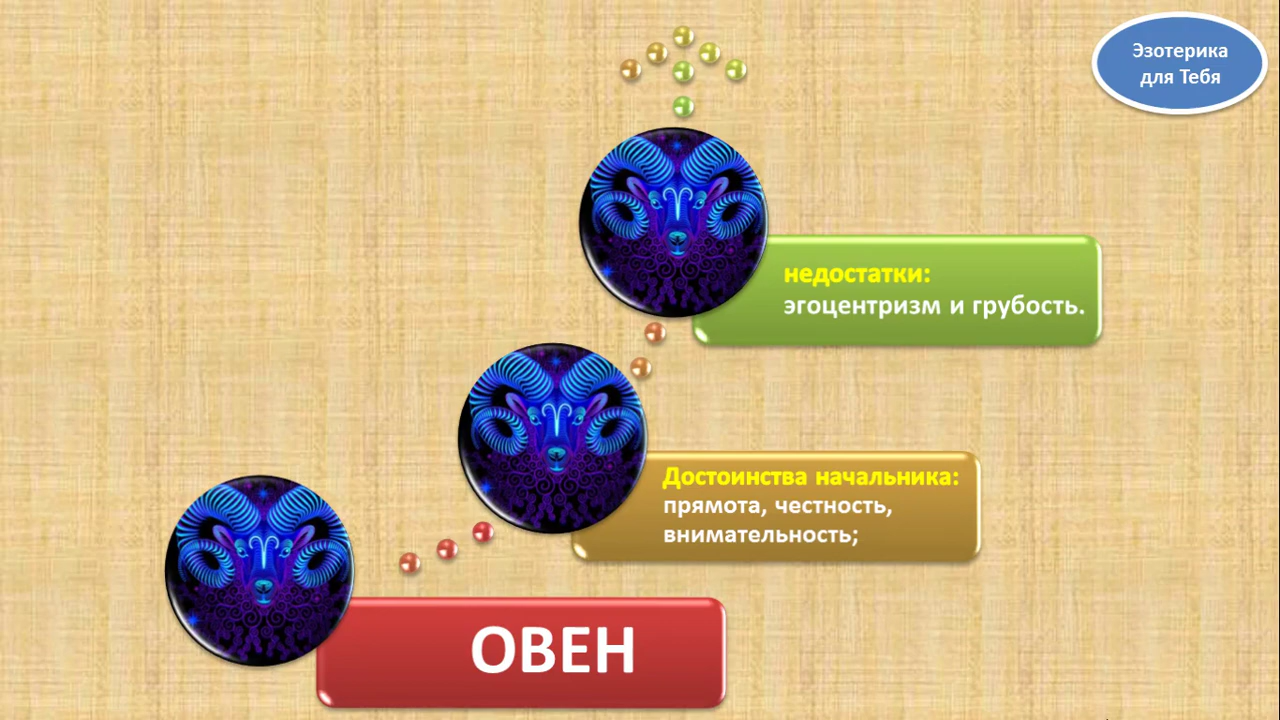 Эзотерика
для Тебя
недостатки:
эгоцентризм и грубость.
Достоинства начальника:
прямота, честность,
внимательность;
ОВЕН